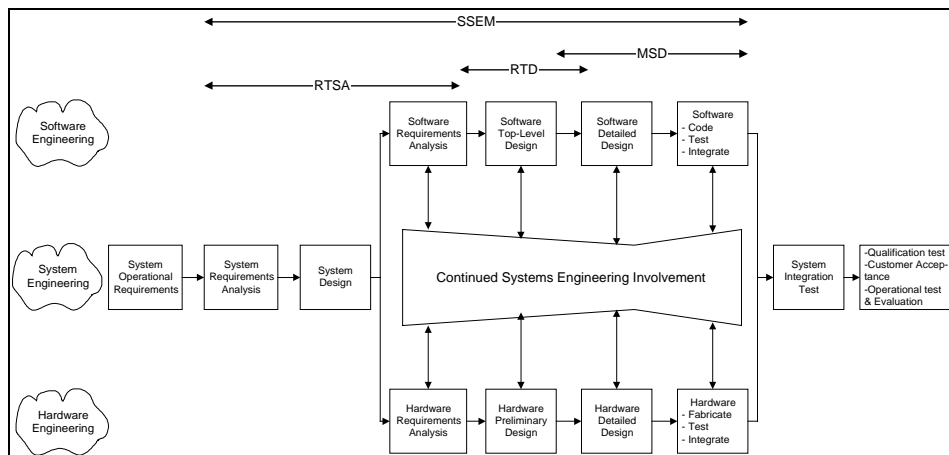 SSEM
MSD
RTD
RTSA
Software
Engineering
Software
Requirements
Analysis
Software
Top-Level
Design
Software
Detailed
Design
Software
- Code
- Test
- Integrate
System
Engineering
System
Operational
Requirements
System
Requirements
Analysis
System
Design
Continued Systems Engineering Involvement
System
Integration
Test
-Qualification test
-Customer Accep-
tance
-Operational test
& Evaluation
Hardware
Engineering
Hardware
Requirements
Analysis
Hardware
Preliminary
Design
Hardware
Detailed
Design
Hardware
- Fabricate
- Test
- Integrate